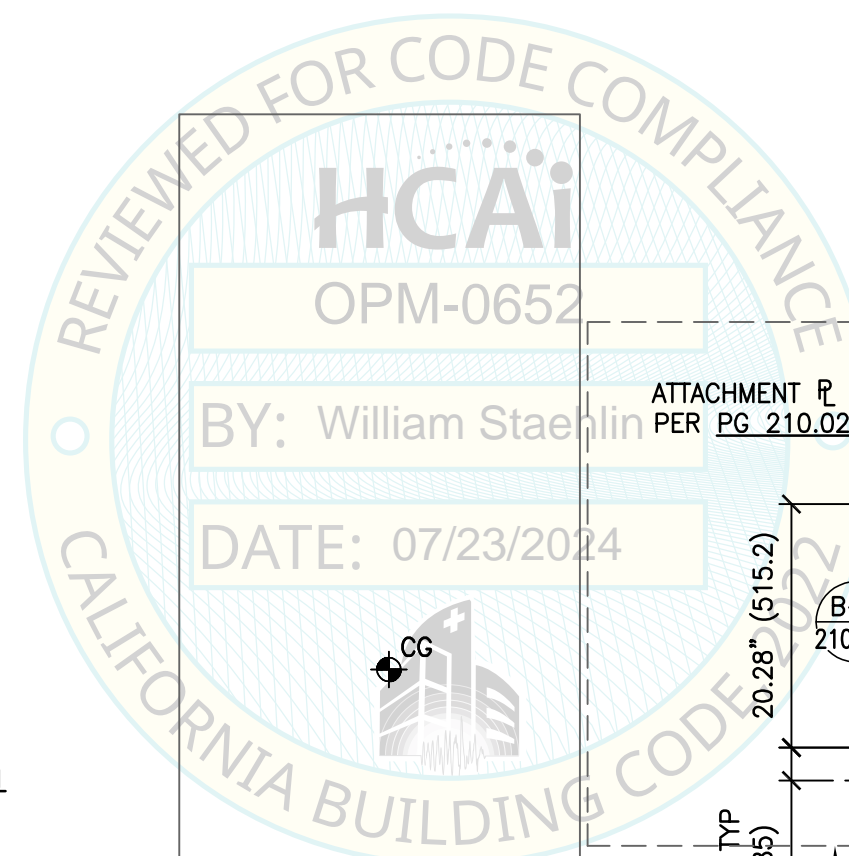 REVIEWED FOR CODE COMPLIANCE
HCAi
OPM-0652
BY: William Staehlin
DATE: 07/23/2024
CALIFORNIA BUILDING CODE 2022
ATTACHMENT ⅊
PER PG 210.02
20.28" (515.2)
CG
TYP